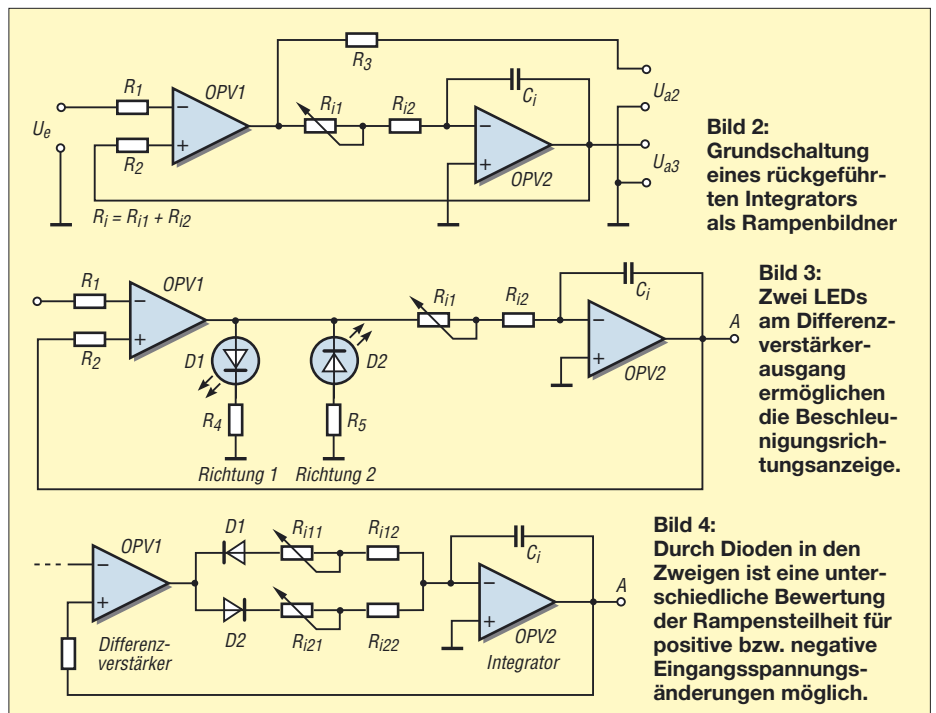 R3
R1
OPV1
Ri1
Ri2
Ci
Ua2
Ue
R2
OPV2
Ua3
Ri = Ri1 + Ri2
Bild 2:
Grundschaltung
eines rückgeführ-
ten Integrators
als Rampenbildner
R1
OPV1
Ri1
Ri2
Ci
A
R2
D1
D2
OPV2
R4
R5
Richtung 1
Richtung 2
Bild 3:
Zwei LEDs
am Differenz-
verstärker-
ausgang
ermöglichen
die Beschleu-
nigungsrich-
tungsanzeige.
OPV1
D1
Ri11
Ri12
Ci
A
D2
Ri21
Ri22
OPV2
Differenz-
verstärker
Integrator
Bild 4:
Durch Dioden in den
Zweigen ist eine unter-
schiedliche Bewertung
der Rampensteilheit für
positive bzw. negative
Eingangsspannungs-
änderungen möglich.